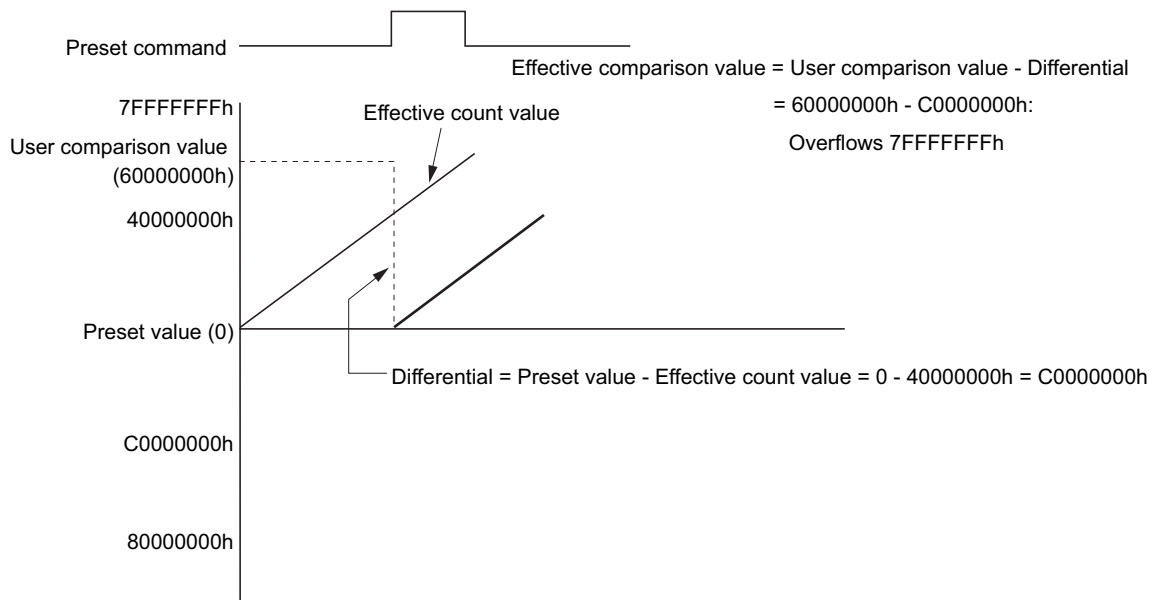 Preset command
Effective comparison value = User comparison value - Differential
= 60000000h - C0000000h:
Overflows 7FFFFFFFh
7FFFFFFFh
Effective count value
User comparison value
(60000000h)
40000000h
Preset value (0)
Differential = Preset value - Effective count value = 0 - 40000000h = C0000000h
C0000000h
80000000h